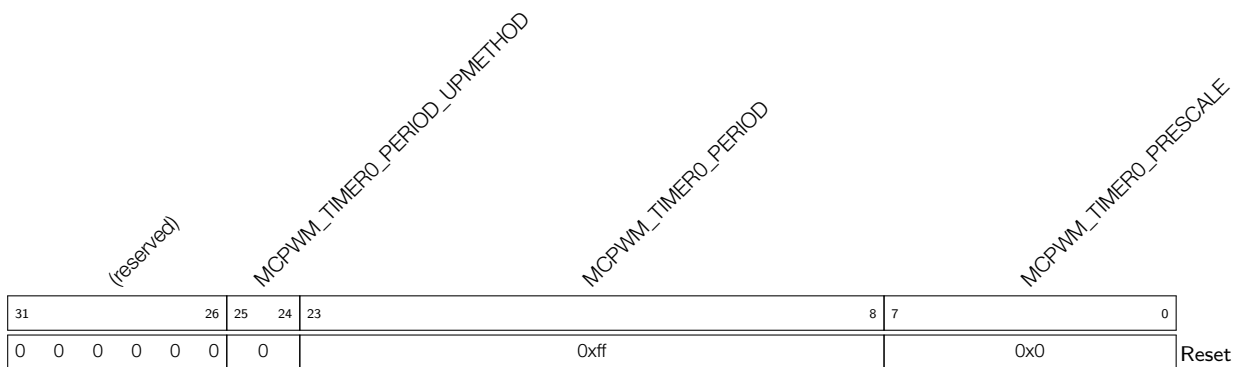 (reserved)
MCPWM_TIMER0_PERIOD_UPMETHOD
MCPWM_TIMER0_PERIOD
MCPWM_TIMER0_PRESCALE
31 26 25 24 23 8 7 0
0 0 0 0 0 0 0 0xff 0x0 Reset